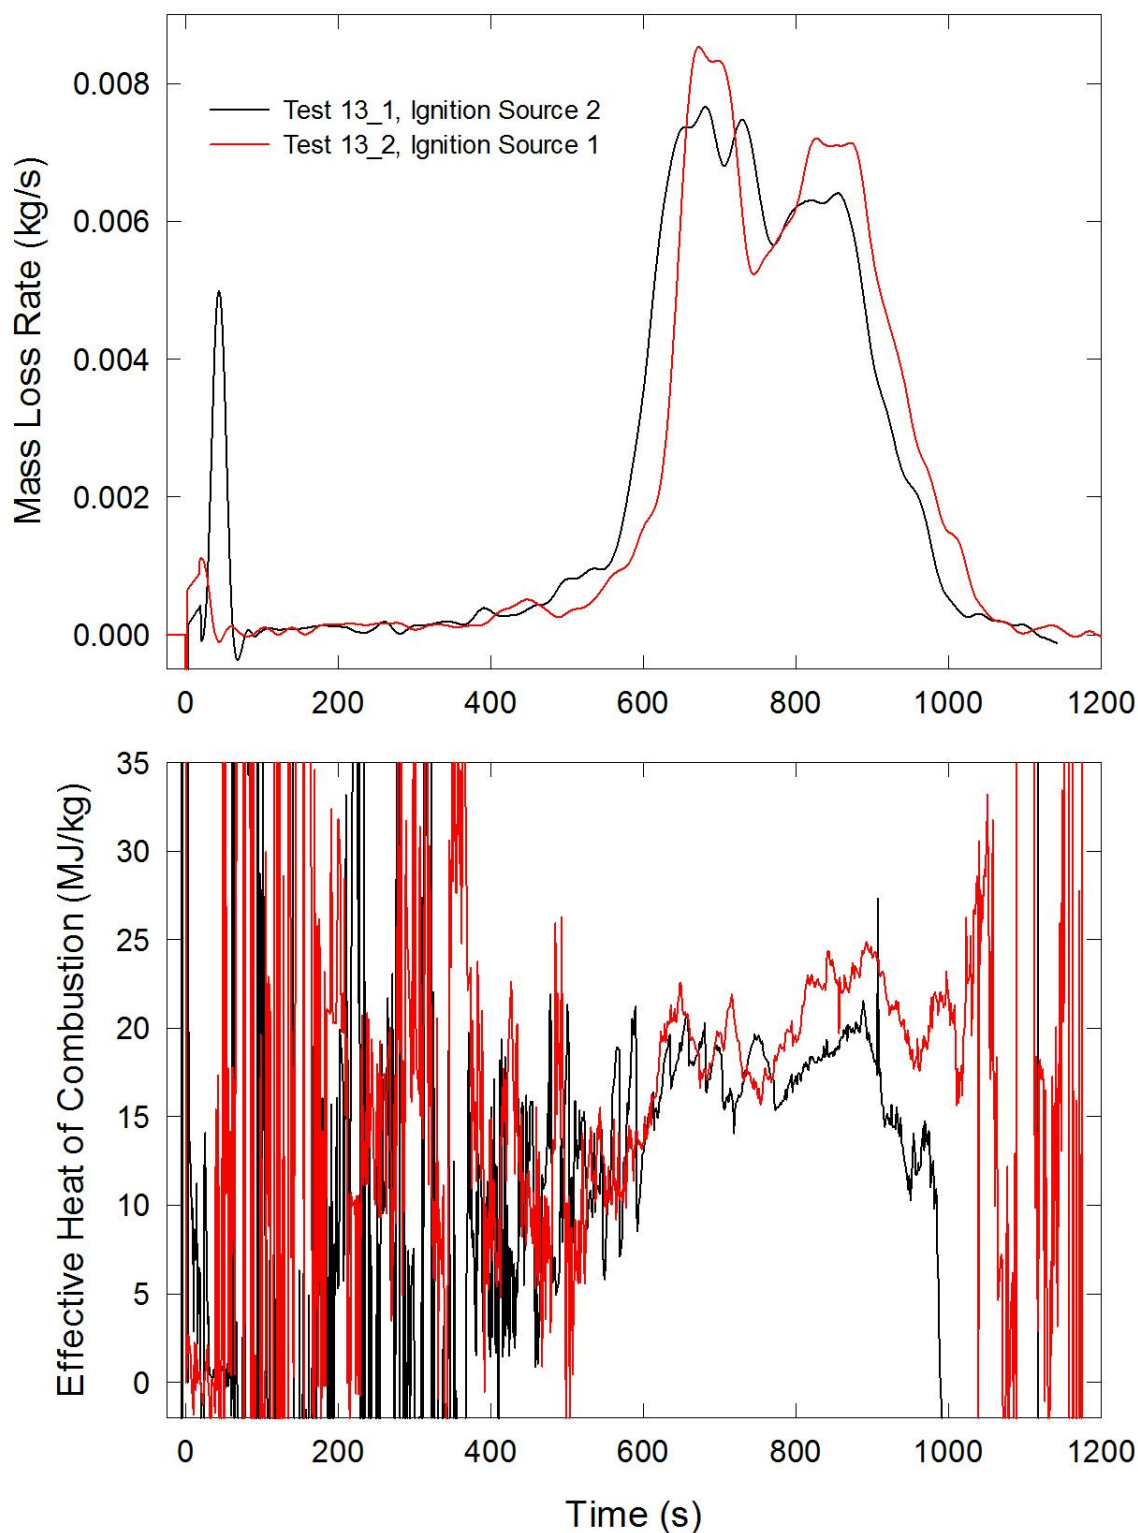 Mass Loss Rate (kg/s)
0.008
0.006
0.004
0.002
0.000
Test 13_1, Ignition Source 2
Test 13_2, Ignition Source 1
0 200 400 600 800 1000 1200
Effective Heat of Combustion (MJ/kg)
35
30
25
20
15
10
5
0
0 200 400 600 800 1000 1200
Time (s)